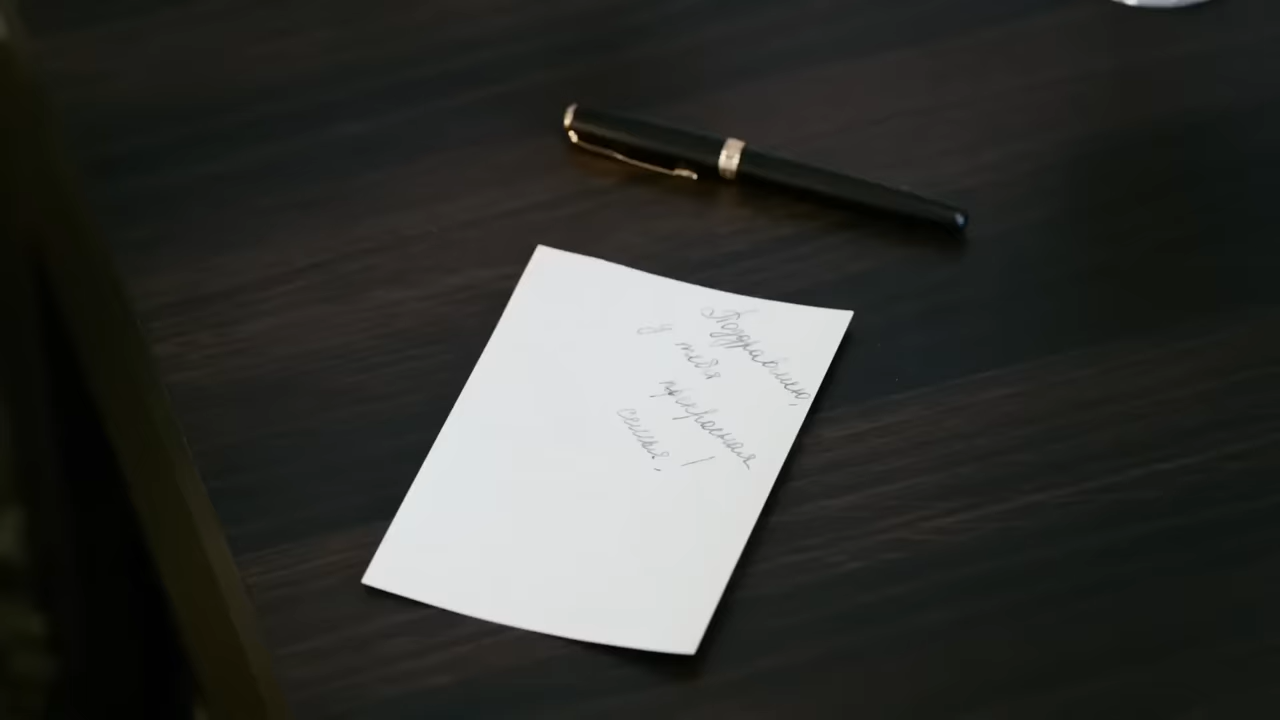 Поздравляю,
у тебя
прекрасная
семья!